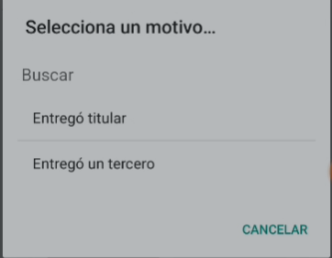 Selecciona un motivo...
Buscar
Entregó titular
Entregó un tercero
CANCELAR